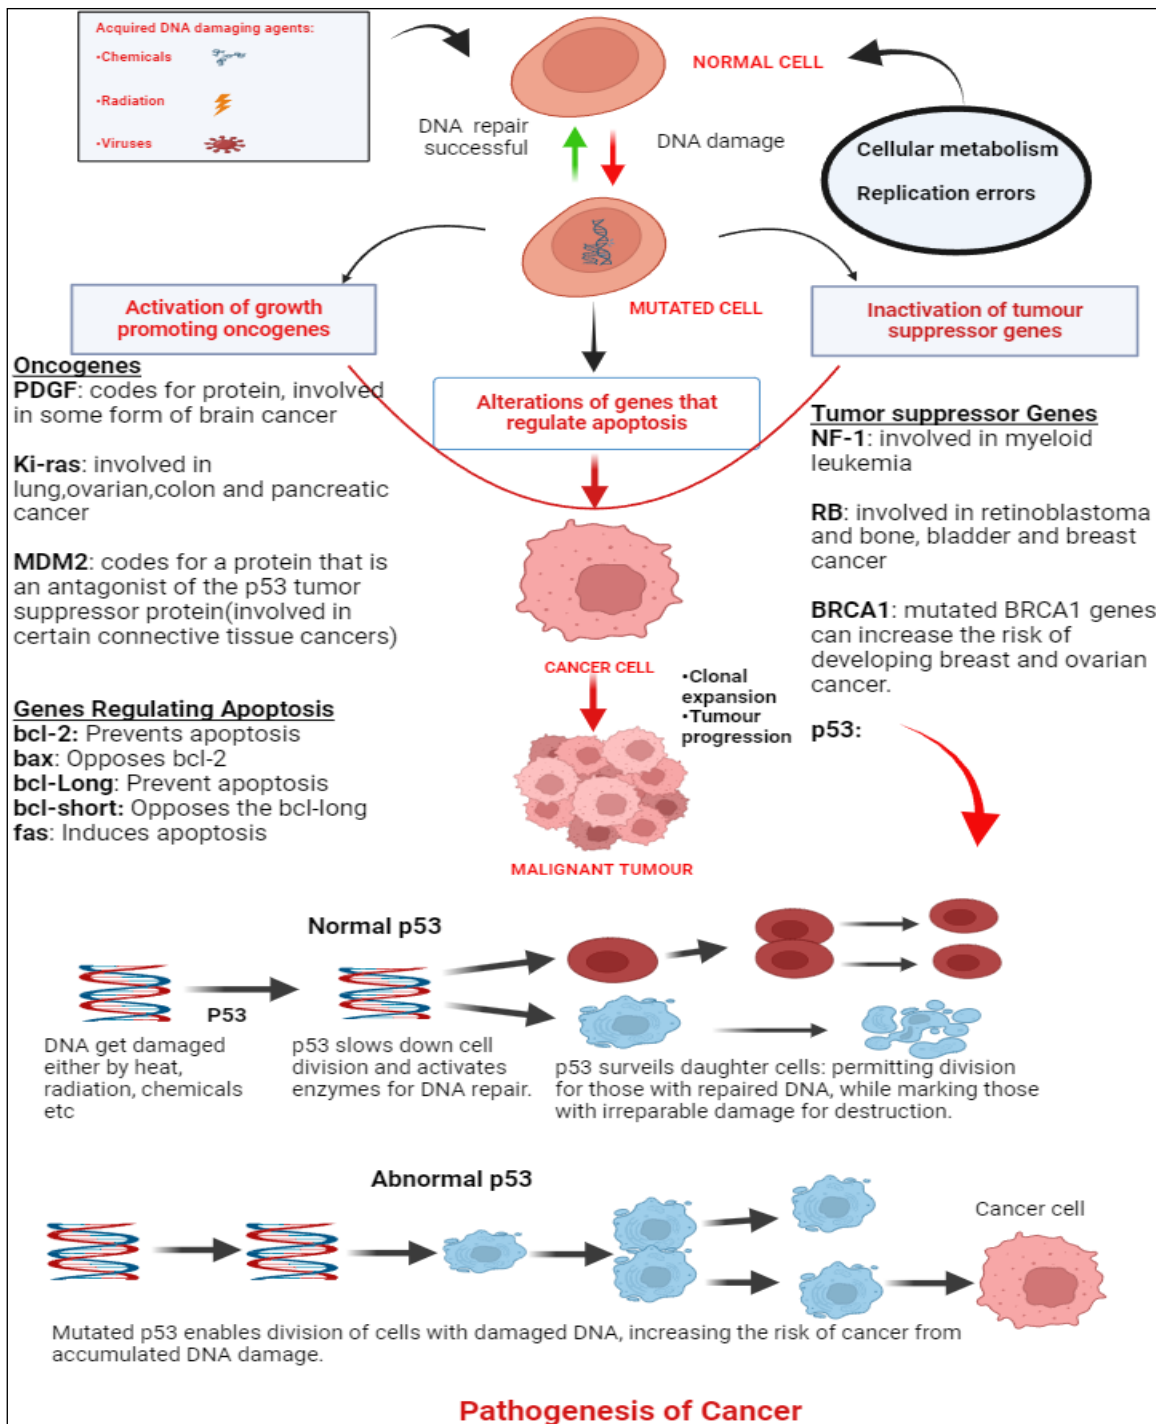 Acquired DNA damaging agents:
•Chemicals
•Radiation
•Viruses
NORMAL CELL
DNA repair
successful
DNA damage
Cellular metabolism
Replication errors
MUTATED CELL
Activation of growth
promoting oncogenes
Inactivation of tumour
suppressor genes
Alterations of genes that
regulate apoptosis
Oncogenes
PDGF: codes for protein, involved
in some form of brain cancer
Ki-ras: involved in
lung,ovarian,colon and pancreatic
cancer
MDM2: codes for a protein that is
an antagonist of the p53 tumor
suppressor protein(involved in
certain connective tissue cancers)
Genes Regulating Apoptosis
bcl-2: Prevents apoptosis
bax: Opposes bcl-2
bcl-Long: Prevent apoptosis
bcl-short: Opposes the bcl-long
fas: Induces apoptosis
CANCER CELL
•Clonal
expansion
•Tumour
progression
MALIGNANT TUMOUR
Tumor suppressor Genes
NF-1: involved in myeloid
leukemia
RB: involved in retinoblastoma
and bone, bladder and breast
cancer
BRCA1: mutated BRCA1 genes
can increase the risk of
developing breast and ovarian
cancer.
p53:
Normal p53
P53
DNA get damaged
either by heat,
radiation, chemicals
etc
p53 slows down cell
division and activates
enzymes for DNA repair.
p53 surveils daughter cells: permitting division
for those with repaired DNA, while marking those
with irreparable damage for destruction.
Abnormal p53
Cancer cell
Mutated p53 enables division of cells with damaged DNA, increasing the risk of cancer from
accumulated DNA damage.
Pathogenesis of Cancer